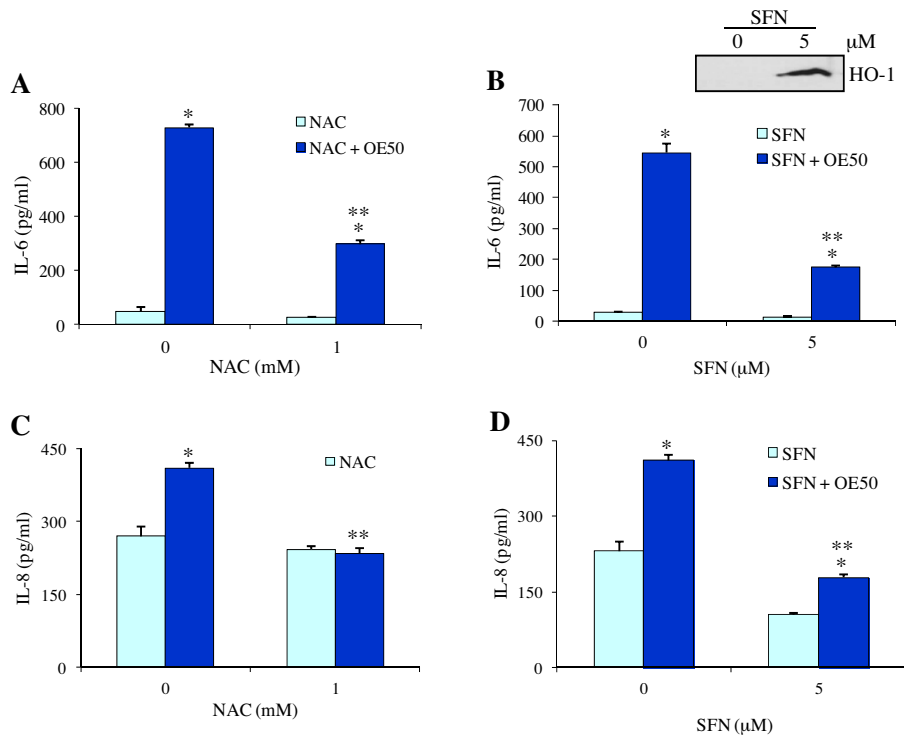 SFN
0 5 μM
HO-1
A
800
600
400
200
0
IL-6 (pg/ml)
NAC
NAC + OE50
*
**
*
0 1
NAC (mM)
B
700
600
500
400
300
200
100
0
IL-6 (pg/ml)
SFN
SFN + OE50
*
**
*
0 5
SFN (μM)
C
450
300
150
0
IL-8 (pg/ml)
NAC
*
**
0 1
NAC (mM)
D
450
300
150
0
IL-8 (pg/ml)
SFN
SFN + OE50
*
**
*
0 5
SFN (μM)